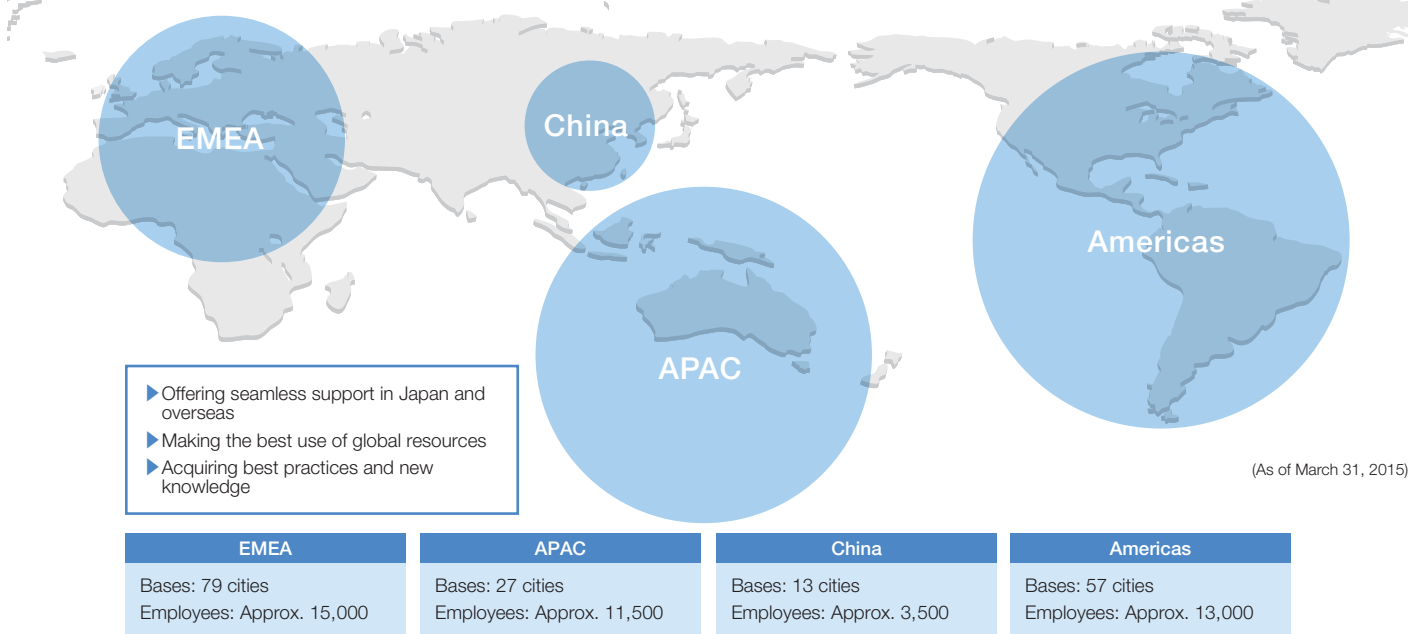 EMEA
China
Americas
APAC
▶Offering seamless support in Japan and
overseas
▶Making the best use of global resources
▶Acquiring best practices and new
knowledge
(As of March 31, 2015)
EMEA
Bases: 79 cities
Employees: Approx. 15,000
APAC
Bases: 27 cities
Employees: Approx. 11,500
China
Bases: 13 cities
Employees: Approx. 3,500
Americas
Bases: 57 cities
Employees: Approx. 13,000